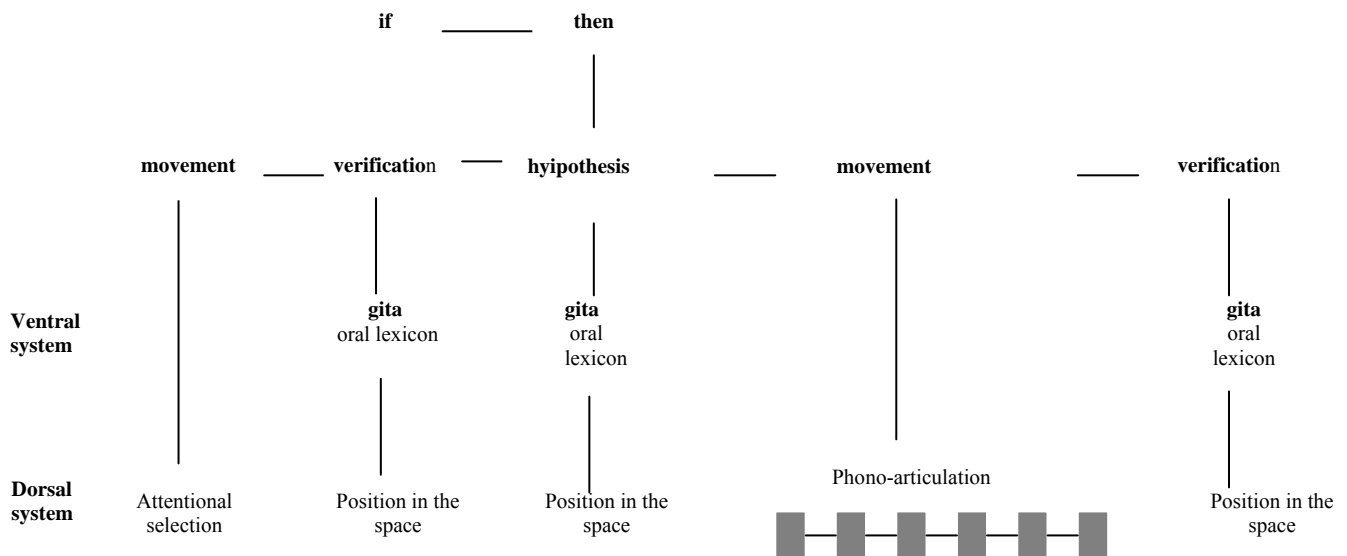 if then
movement verification hyipothesis movement verification
Ventral
system
gita
oral lexicon
gita
oral
lexicon
gita
oral
lexicon
Dorsal
system
Attentional
selection
Position in the
space
Position in the
space
Phono-articulation
Position in the
space